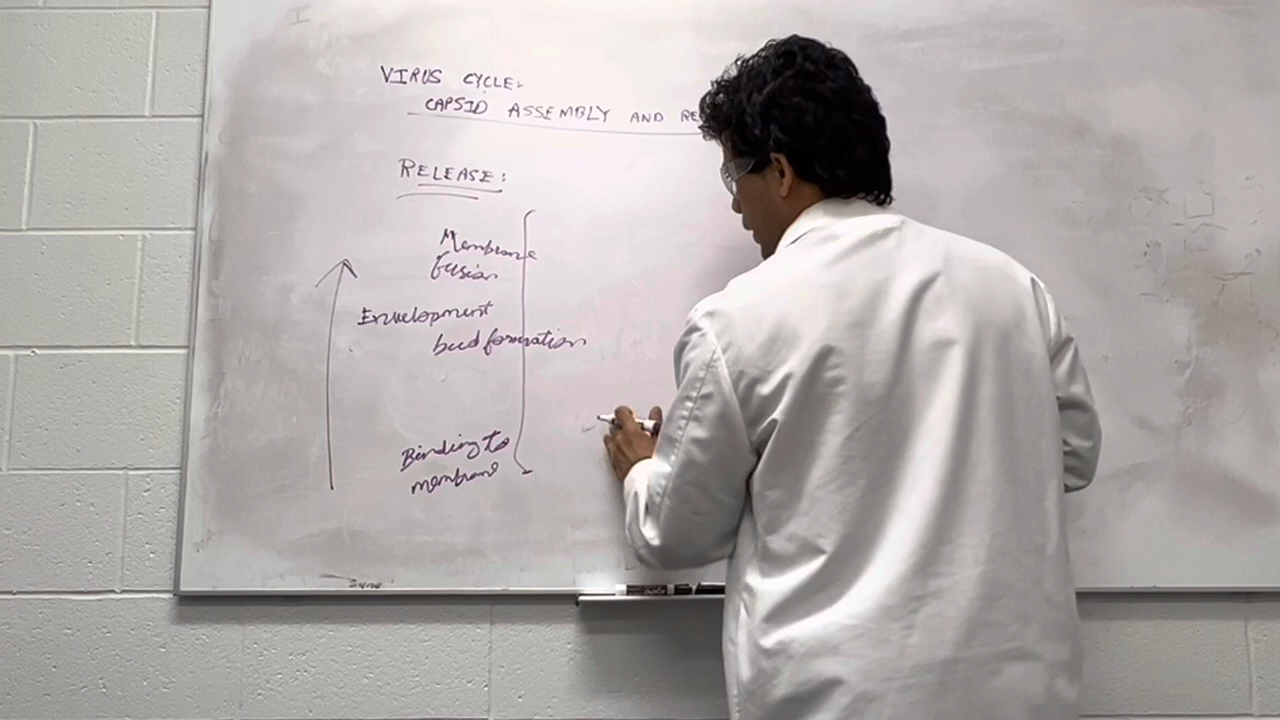 VIRUS CYCLE:
CAPSID ASSEMBLY AND RE
RELEASE:
Membrane
fusion
Envelopment
bud formation
Binding to
membrane